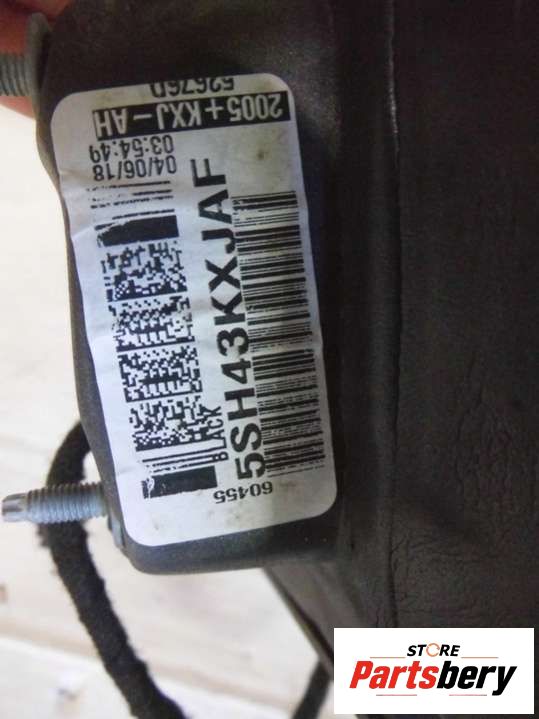 2005+KXJ-AH
52676D
04/06/18
03:54:49
BLACK
5SH43KXJAF
60455
STORE
Partsbery